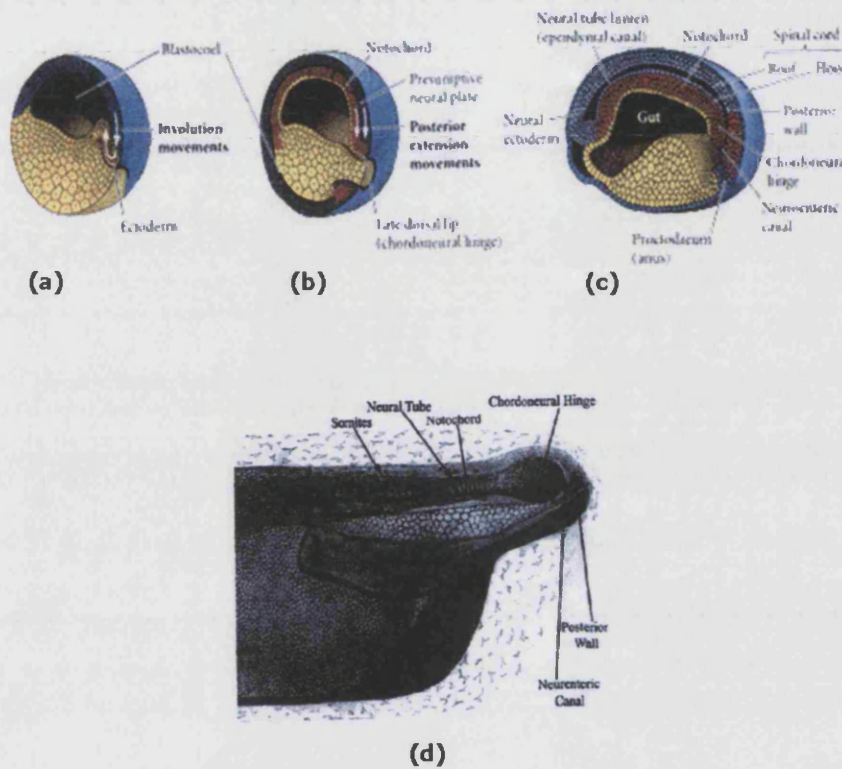 Blastocoel
Involution
movements
Ectoderm
(a)
Notochord
Presumptive
neural plate
Posterior
extension
movements
Late dorsal lip
(chordoneural hinge)
(b)
Neural tube lumen
(ependymal canal)
Notochord
Spinal cord
Roof
Floor
Neural
ectoderm
Gut
Posterior
wall
Chordoneural
hinge
Neurenteric
canal
Proctodaeum
(anus)
(c)
Somites
Neural Tube
Notochord
Chordoneural Hinge
Posterior
Wall
Neurenteric
Canal
(d)